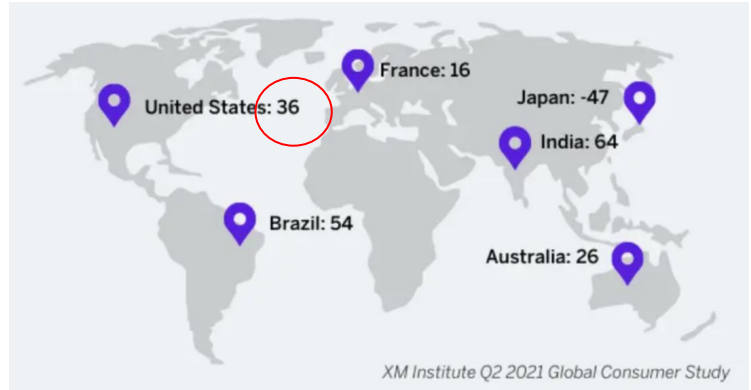 France: 16
United States: 36
Japan: -47
India: 64
Brazil: 54
Australia: 26
XM Institute Q2 2021 Global Consumer Study